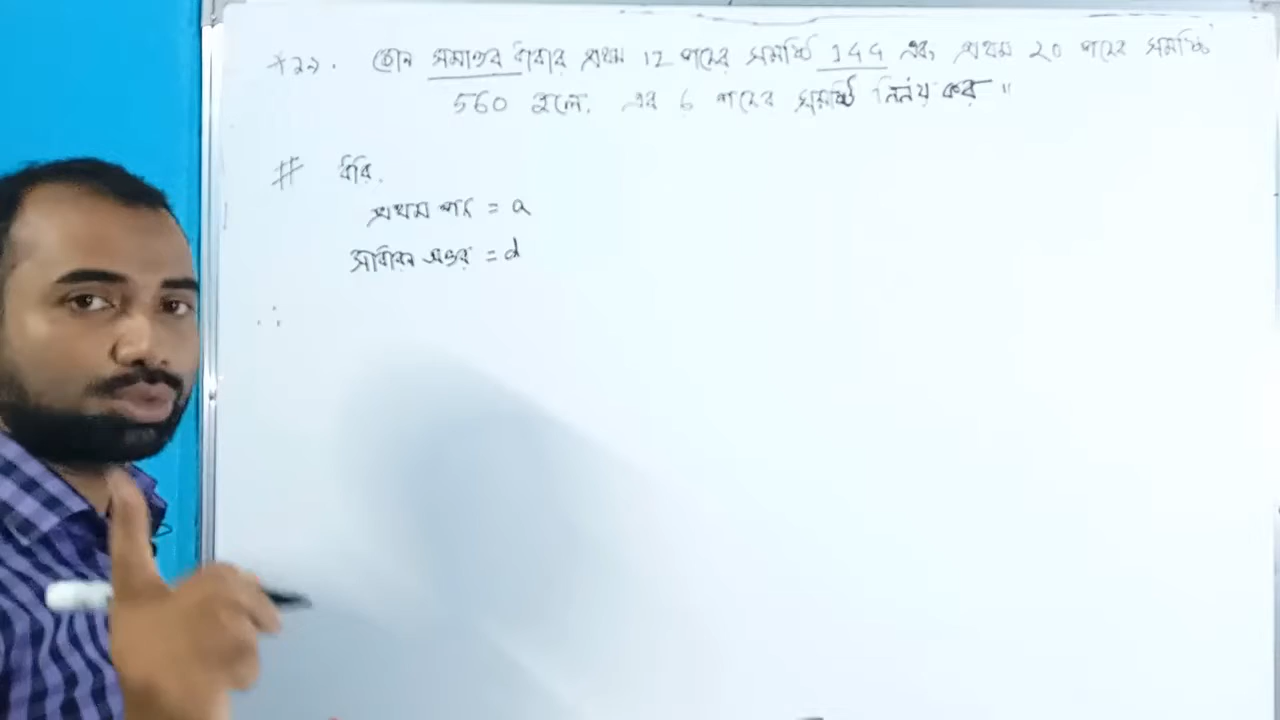 * ১৯. কোন সমান্তর ধারার প্রথম 12 পদের সমষ্টি 144 এবং প্রথম 20 পদের সমষ্টি
560 হলে, এর 6 পদের সমষ্টি নির্ণয় কর ॥
# ধরি,
প্রথম পদ = a
সাধারণ অন্তর = d
∴